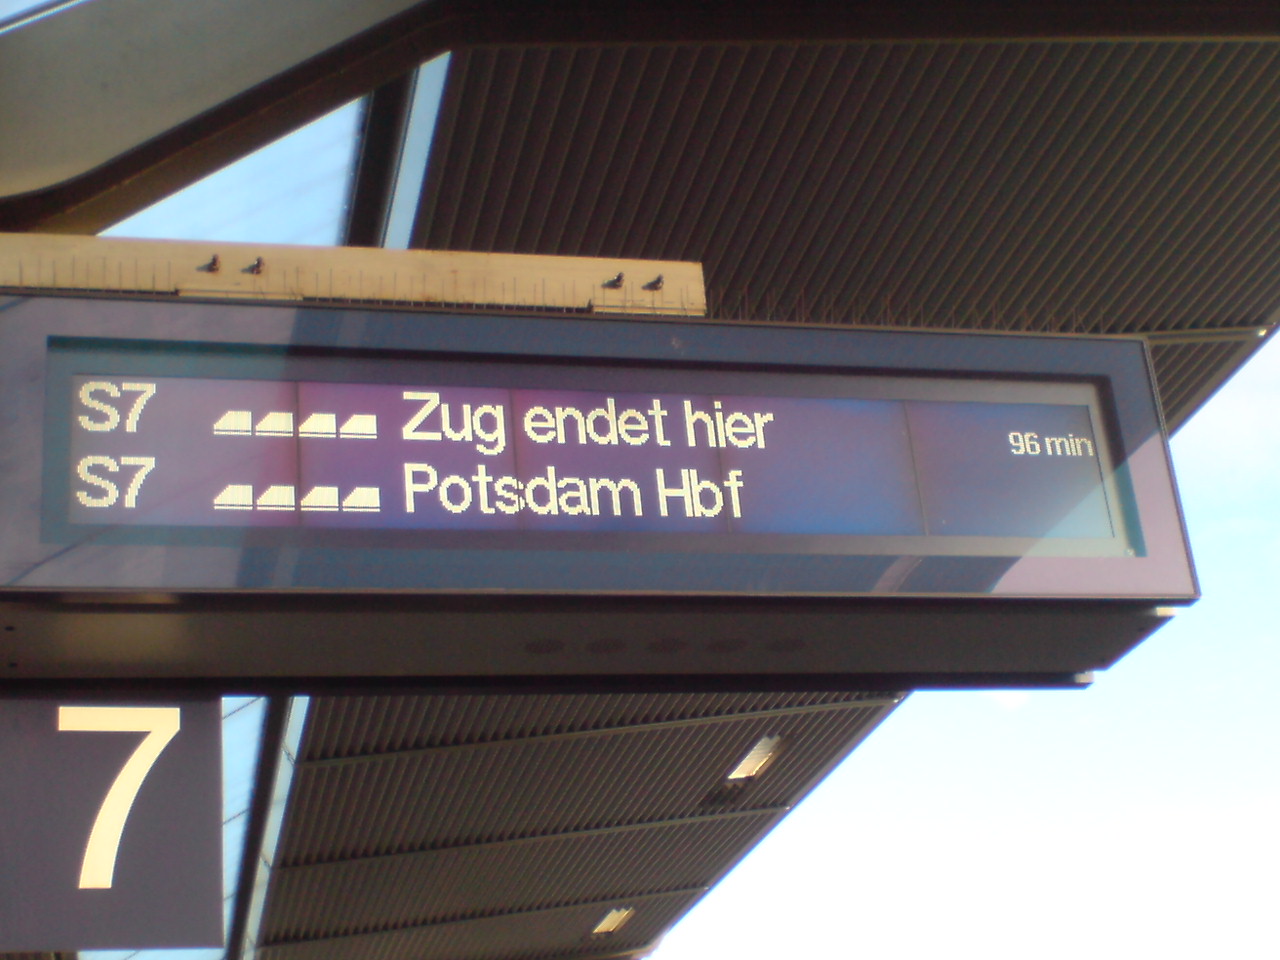 S7 Zug endet hier 96 min
S7 Potsdam Hbf
7